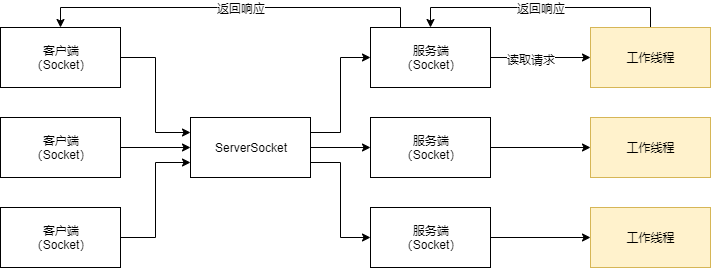 返回响应
返回响应
客户端
(Socket)
服务端
(Socket)
读取请求
工作线程
客户端
(Socket)
ServerSocket
服务端
(Socket)
工作线程
客户端
(Socket)
服务端
(Socket)
工作线程